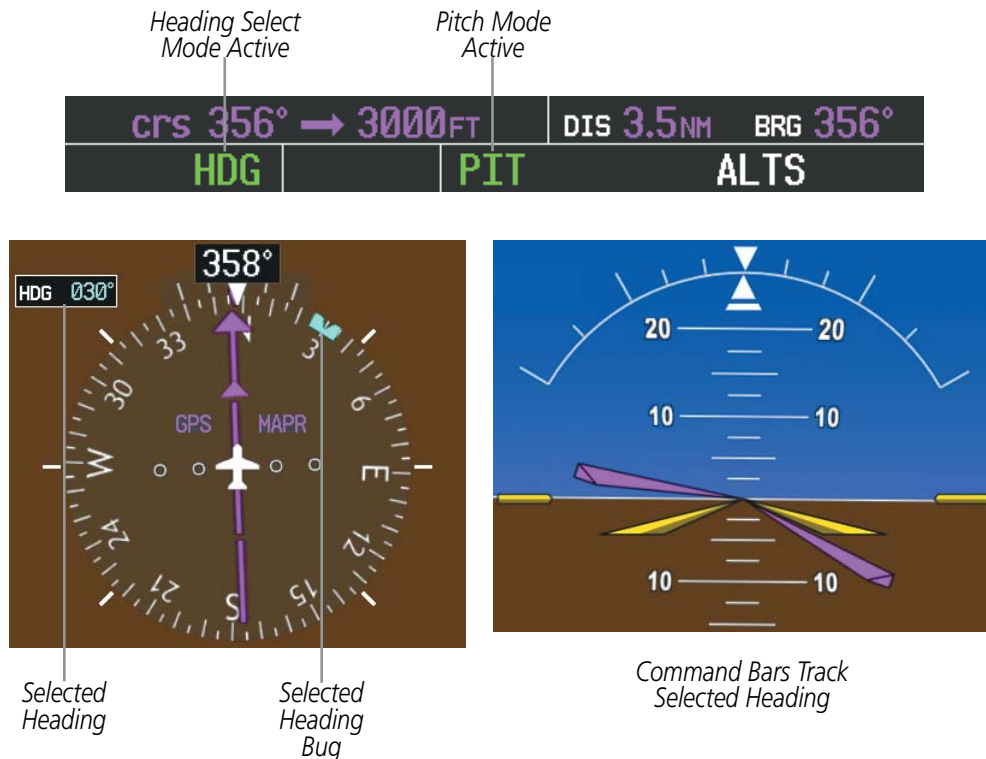 Heading Select
Mode Active
Pitch Mode
Active
crs 356° → 3000FT DIS 3.5NM BRG 356°
HDG PIT ALTS
358°
HDG 030°
N
33
3
30
6
GPS MAPR
W
E
24
12
21
15
S
20 20
10 10
10 10
Selected
Heading
Selected
Heading
Bug
Command Bars Track
Selected Heading